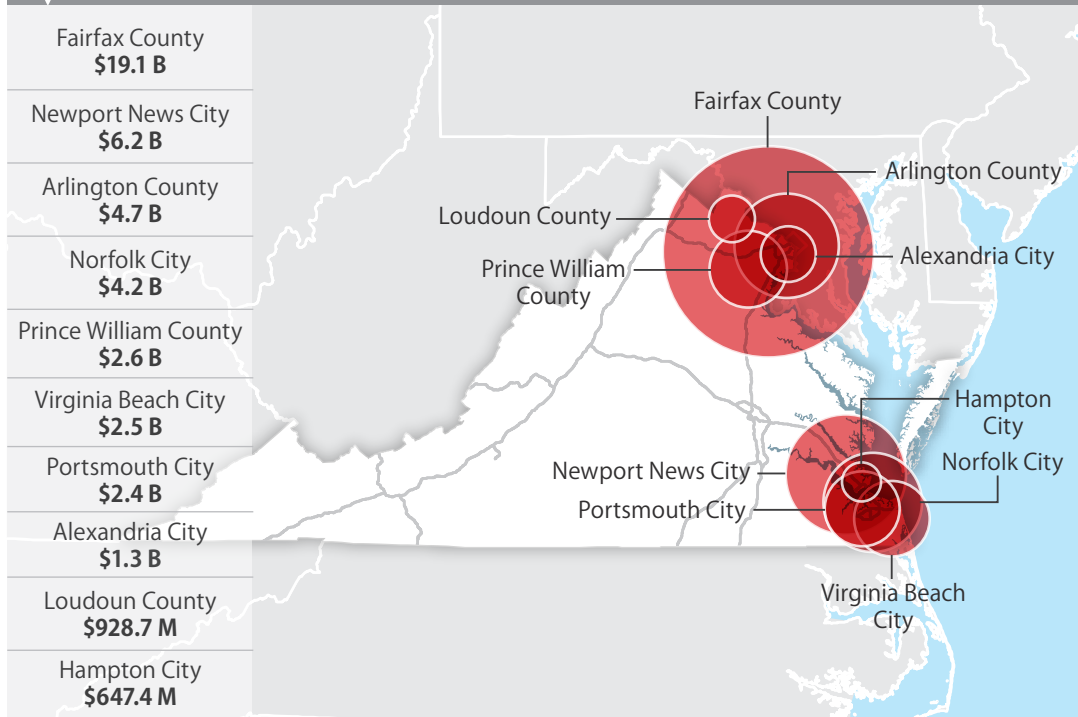 Fairfax County
$19.1 B
Newport News City
$6.2 B
Arlington County
$4.7 B
Norfolk City
$4.2 B
Prince William County
$2.6 B
Virginia Beach City
$2.5 B
Portsmouth City
$2.4 B
Alexandria City
$1.3 B
Loudoun County
$928.7 M
Hampton City
$647.4 M
Fairfax County
Arlington County
Loudoun County
Alexandria City
Prince William
County
Hampton
City
Newport News City
Norfolk City
Portsmouth City
Virginia Beach
City